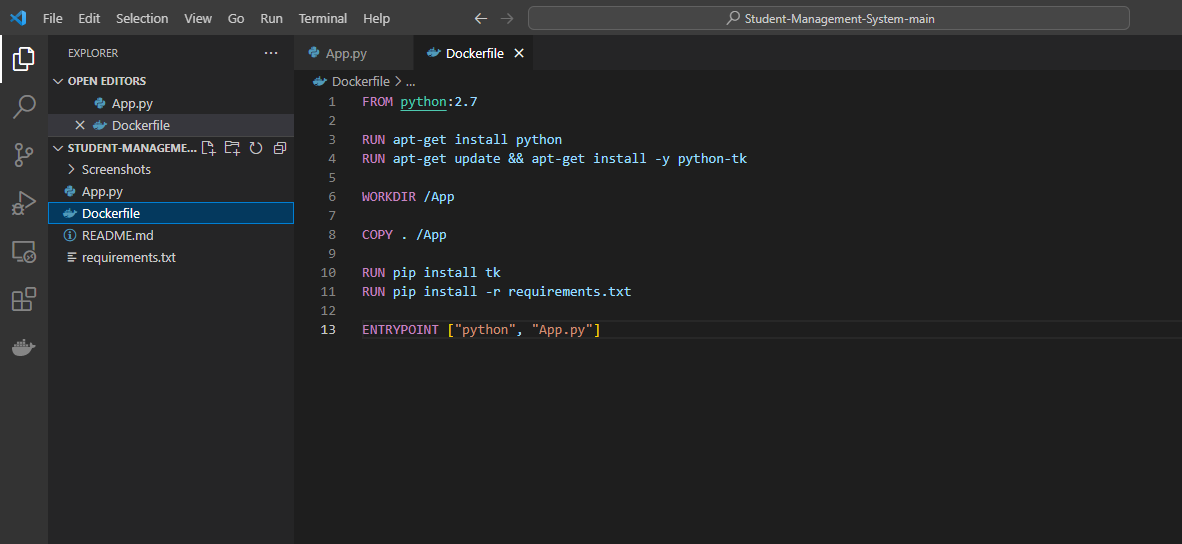 File Edit Selection View Go Run Terminal Help
Student-Management-System-main
EXPLORER
OPEN EDITORS
App.py
Dockerfile
STUDENT-MANAGEME...
Screenshots
App.py
Dockerfile
README.md
requirements.txt
App.py
Dockerfile
Dockerfile > ...
1 FROM python:2.7
2
3 RUN apt-get install python
4 RUN apt-get update && apt-get install -y python-tk
5
6 WORKDIR /App
7
8 COPY . /App
9
10 RUN pip install tk
11 RUN pip install -r requirements.txt
12
13 ENTRYPOINT ["python", "App.py"]